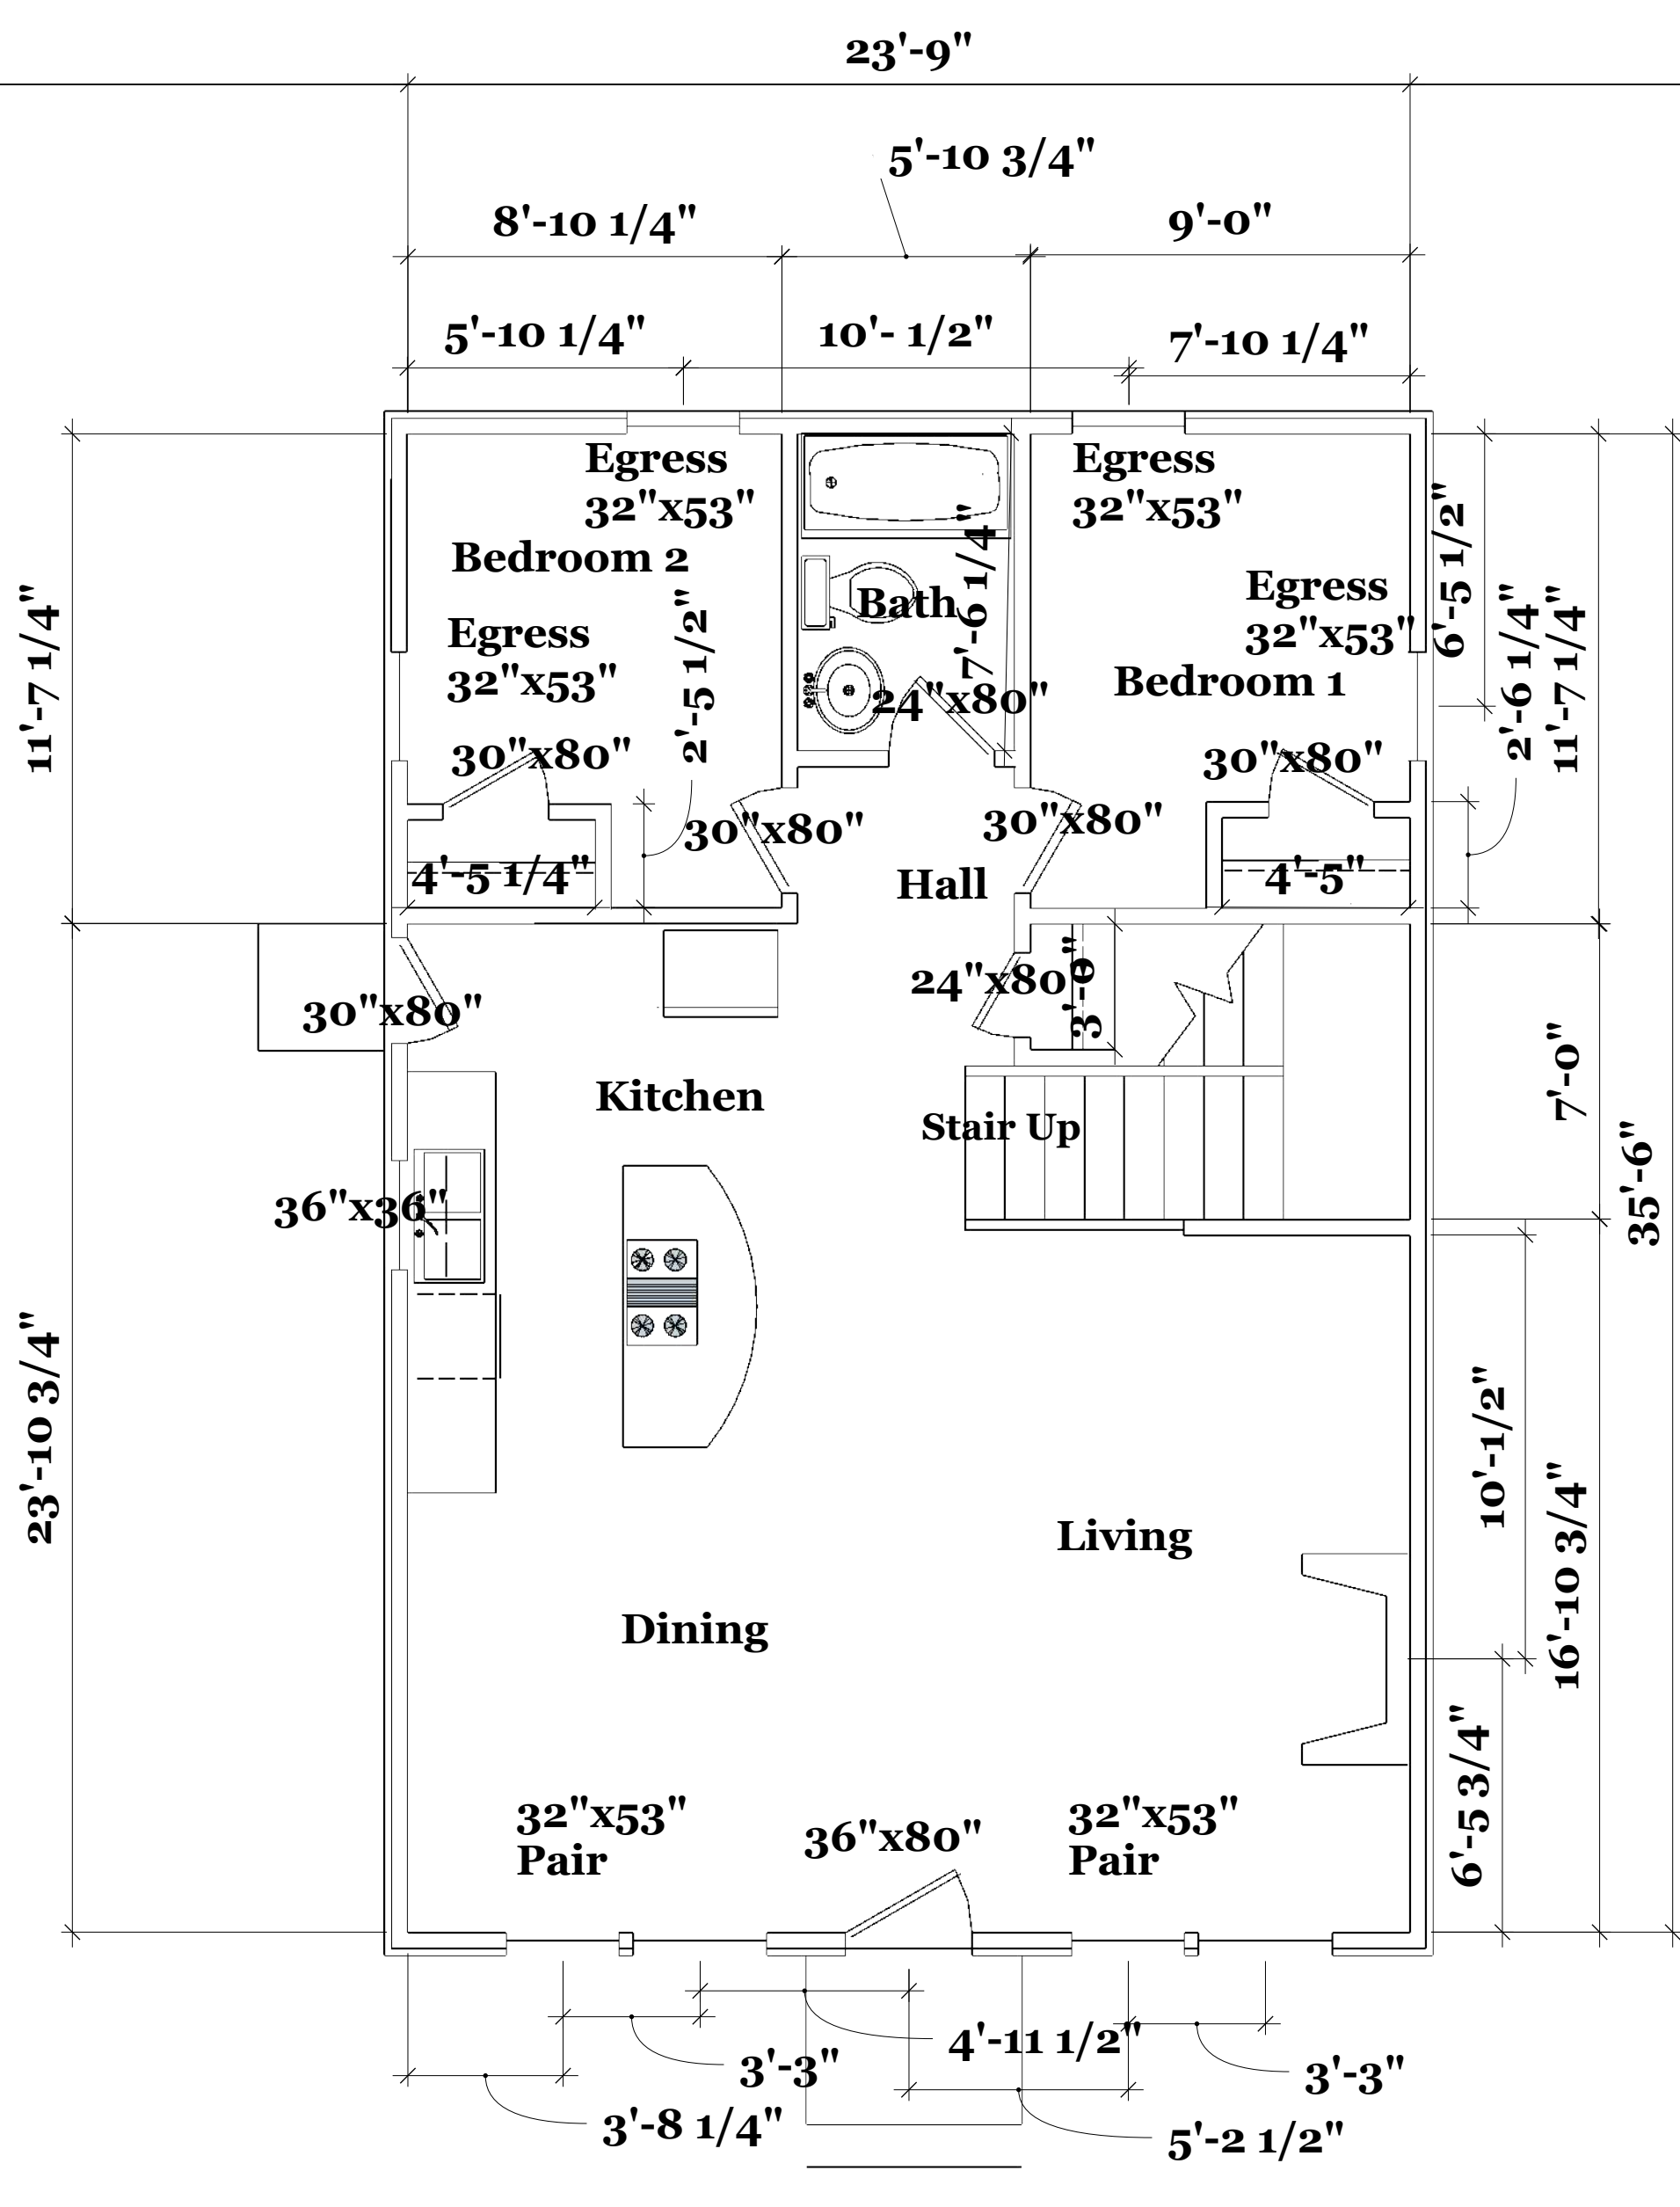 23'-9"
5'-10 3/4"
8'-10 1/4"
9'-0"
5'-10 1/4"
10'- 1/2"
7'-10 1/4"
Egress
32"x53"
Egress
32"x53"
Bedroom 2
6'-5 1/2"
7'-6 1/4"
Bath
Egress
32"x53"
Egress
32"x53"
2'-5 1/2"
11'-7 1/4"
2'-6 1/4"
11'-7 1/4"
24"x80"
Bedroom 1
30"x80"
30"x80"
30"x80"
30"x80"
4'-5 1/4"
Hall
4'-5"
30"x80"
24"x80"
3'-0"
7'-0"
Kitchen
Stair Up
35'-6"
36"x36"
23'-10 3/4"
10'-1/2"
16'-10 3/4"
Living
Dining
6'-5 3/4"
32"x53"
Pair
36"x80"
32"x53"
Pair
4'-11 1/2"
3'-3"
3'-3"
3'-8 1/4"
5'-2 1/2"